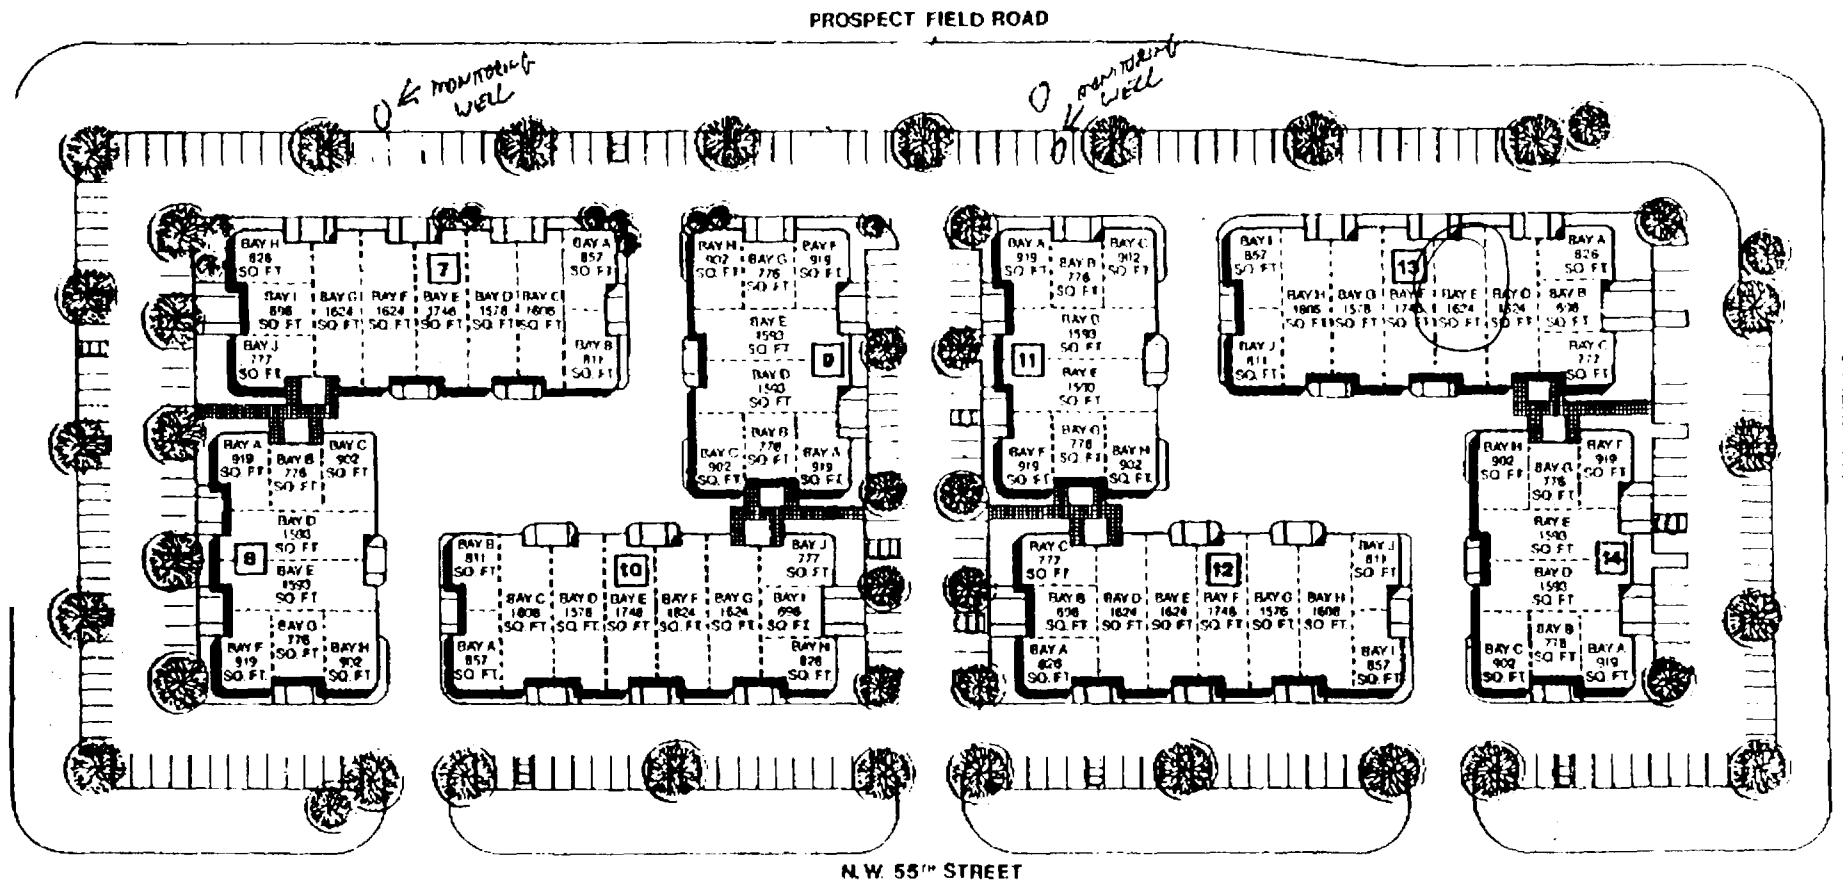 PROSPECT FIELD ROAD
MONITORING
WELL
MONITORING
WELL
7
BAY H
826
SQ. FT.
BAY I
698
SQ. FT.
BAY J
777
SQ. FT.
BAY G
1624
SQ. FT.
BAY F
1624
SQ. FT.
BAY E
1746
SQ. FT.
BAY D
1578
SQ. FT.
BAY C
1608
SQ. FT.
BAY A
857
SQ. FT.
BAY B
811
SQ. FT.
BAY H
902
SQ. FT.
BAY G
776
SQ. FT.
BAY F
919
SQ. FT.
BAY E
1593
SQ. FT.
9
BAY D
1593
SQ. FT.
BAY C
902
SQ. FT.
BAY B
776
SQ. FT.
BAY A
919
SQ. FT.
BAY A
919
SQ. FT.
BAY B
776
SQ. FT.
BAY C
902
SQ. FT.
BAY D
1593
SQ. FT.
11
BAY E
SQ. FT.
BAY F
919
SQ. FT.
BAY G
776
SQ. FT.
BAY H
902
SQ. FT.
13
BAY I
857
SQ. FT.
BAY J
811
SQ. FT.
BAY H
1608
SQ. FT.
BAY G
1578
SQ. FT.
BAY F
1746
SQ. FT.
BAY E
1624
SQ. FT.
BAY D
1624
SQ. FT.
BAY A
826
SQ. FT.
BAY B
698
SQ. FT.
BAY C
777
SQ. FT.
BAY A
919
SQ. FT.
BAY B
776
SQ. FT.
BAY C
902
SQ. FT.
BAY D
1593
SQ. FT.
8
BAY E
1593
SQ. FT.
BAY F
919
SQ. FT.
BAY G
776
SQ. FT.
BAY H
902
SQ. FT.
10
BAY B
811
SQ. FT.
BAY A
857
SQ. FT.
BAY C
1608
SQ. FT.
BAY D
1578
SQ. FT.
BAY E
1746
SQ. FT.
BAY F
1624
SQ. FT.
BAY G
1624
SQ. FT.
BAY J
777
SQ. FT.
BAY I
698
SQ. FT.
BAY H
826
SQ. FT.
12
BAY C
777
SQ. FT.
BAY B
698
SQ. FT.
BAY A
826
SQ. FT.
BAY D
1624
SQ. FT.
BAY E
1624
SQ. FT.
BAY F
1746
SQ. FT.
BAY G
1578
SQ. FT.
BAY H
1608
SQ. FT.
BAY J
811
SQ. FT.
BAY I
857
SQ. FT.
BAY H
902
SQ. FT.
BAY G
776
SQ. FT.
BAY F
919
SQ. FT.
BAY E
1593
SQ. FT.
14
BAY D
1593
SQ. FT.
BAY C
902
SQ. FT.
BAY B
776
SQ. FT.
BAY A
919
SQ. FT.
N.W. 55TH STREET